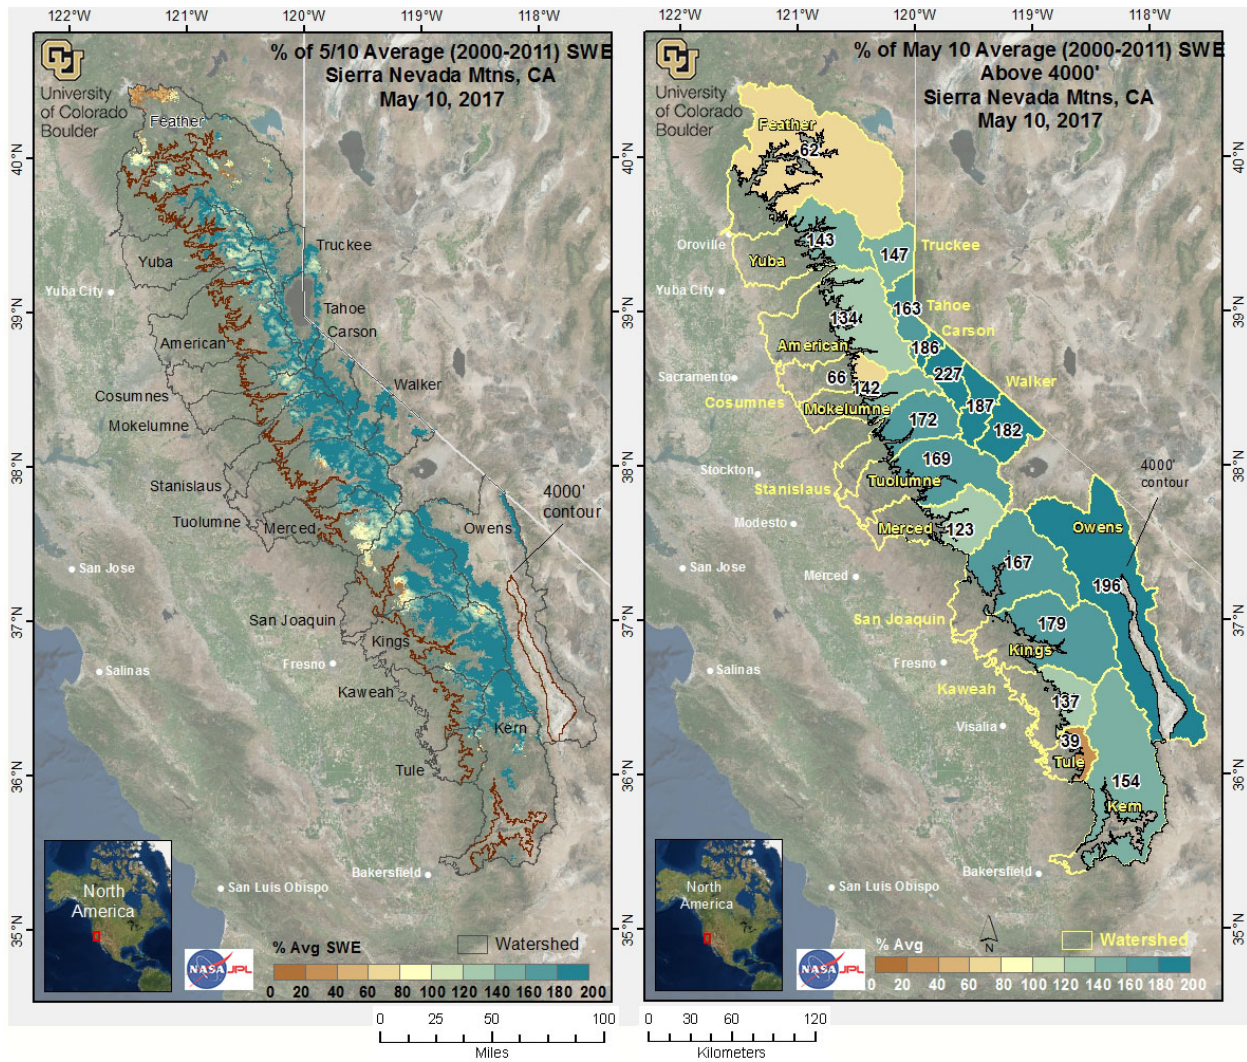 122°W 121°W 120°W 119°W 118°W
122°W 121°W 120°W 119°W 118°W
University
of Colorado
Boulder
% of 5/10 Average (2000-2011) SWE
Sierra Nevada Mtns, CA
May 10, 2017
Feather
Truckee
Yuba
Yuba City
Tahoe
Carson
American
Walker
Cosumnes
Mokelumne
Stanislaus
Tuolumne
Merced
Owens
4000'
contour
San Jose
San Joaquin
Kings
Fresno
Salinas
Kaweah
Kern
Tule
Bakersfield
San Luis Obispo
North
America
NASA JPL
% Avg SWE
Watershed
0 20 40 60 80 100 120 140 160 180 200
40°N
39°N
38°N
37°N
36°N
35°N
University
of Colorado
Boulder
% of May 10 Average (2000-2011) SWE
Above 4000'
Sierra Nevada Mtns, CA
May 10, 2017
Feather
62
Oroville
143
147
Truckee
Yuba
Yuba City
163
Tahoe
134
Carson
American
186
Sacramento
66
227
Walker
142
Cosumnes
Mokelumne
187
172
182
Stockton
169
Tuolumne
Stanislaus
4000'
contour
Modesto
Merced
123
Owens
San Jose
Merced
167
196
San Joaquin
179
Kings
Fresno
Salinas
Kaweah
137
Visalia
39
Tule
154
Kern
Bakersfield
San Luis Obispo
North
America
N
NASA JPL
% Avg
Watershed
0 20 40 60 80 100 120 140 160 180 200
40°N
39°N
38°N
37°N
36°N
35°N
0 25 50 100
Miles
0 30 60 120
Kilometers